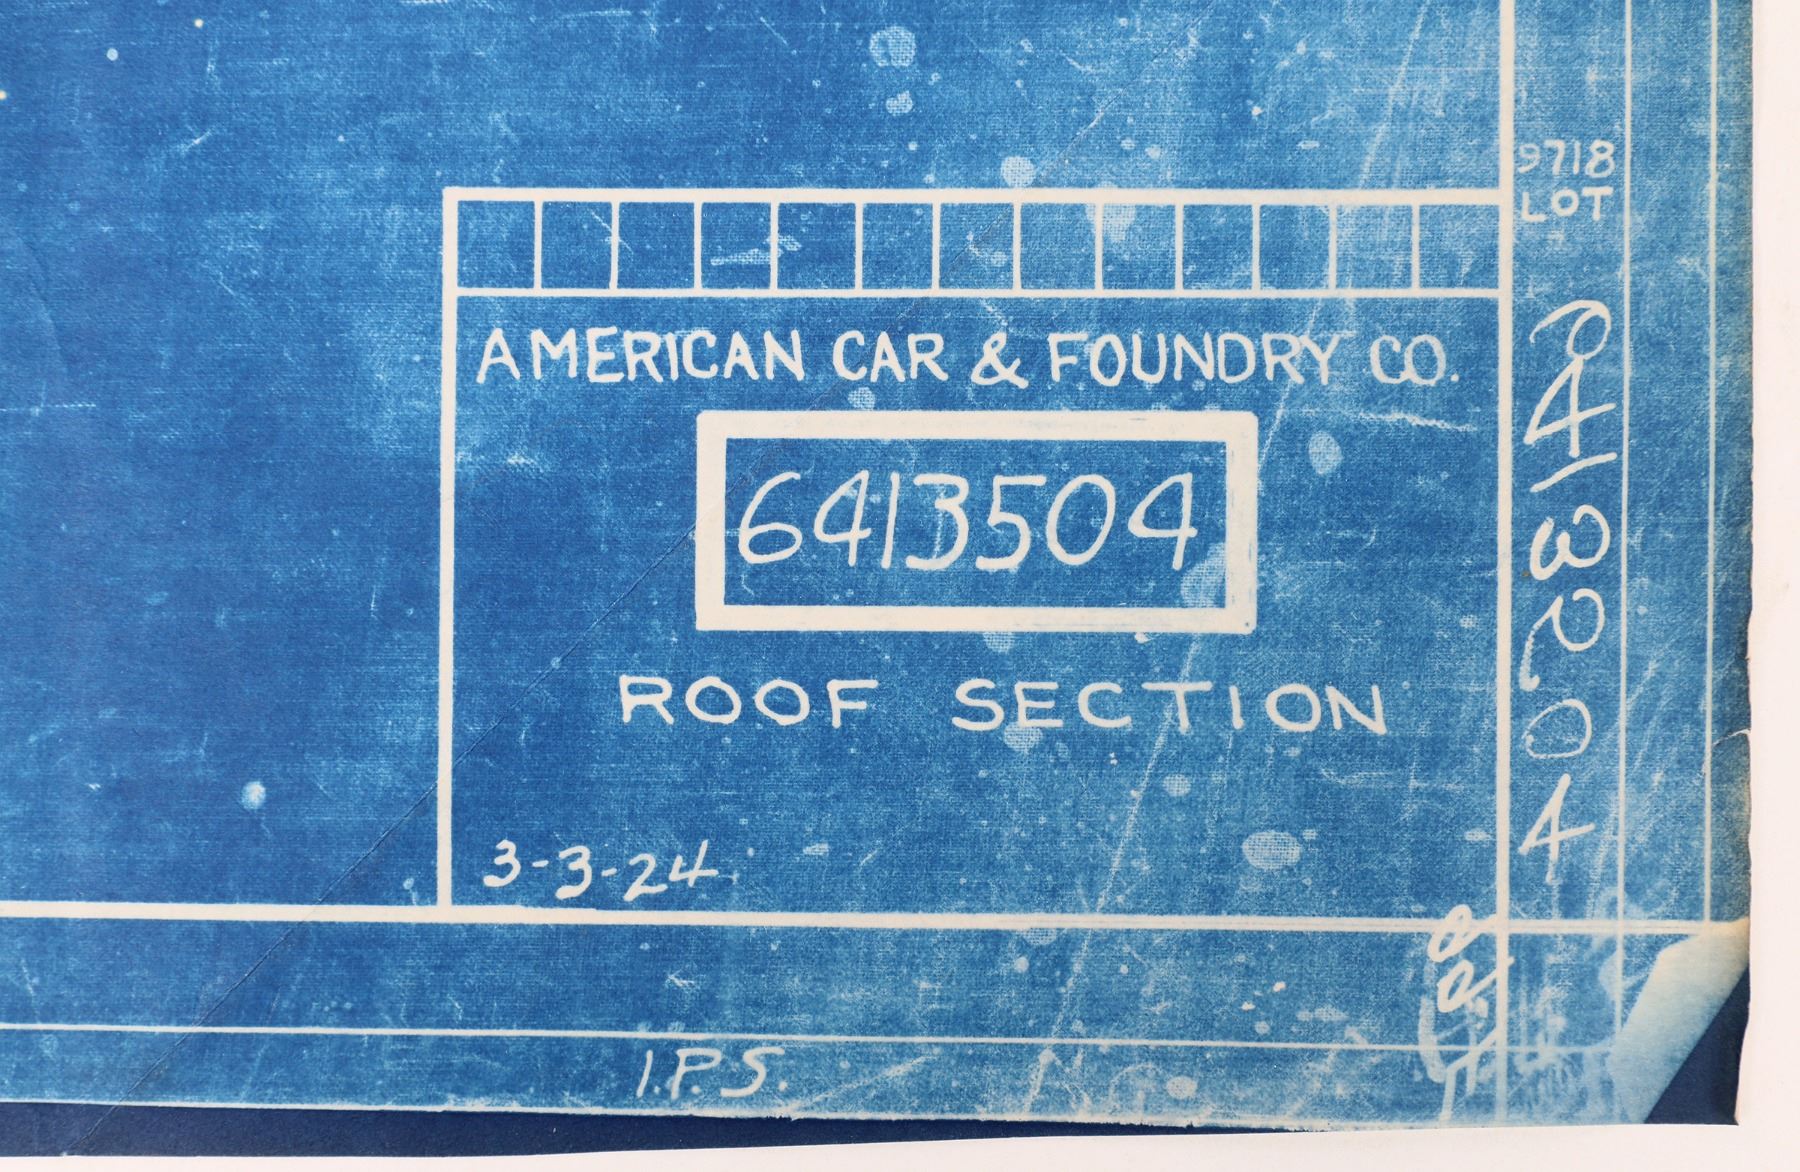 9718
LOT
AMERICAN CAR & FOUNDRY CO.
6413504
ROOF SECTION
3-3-24
I.P.S.